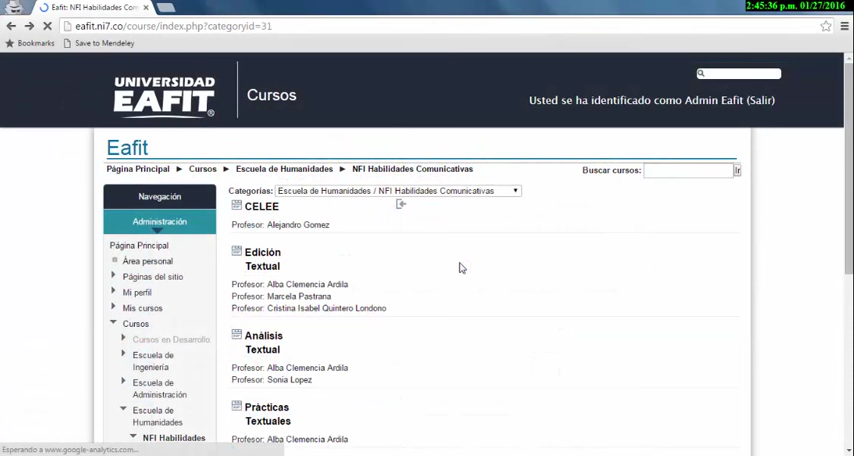 2:45:36 p.m. 01/27/2016
Eafit: NFI Habilidades Com
eafit.ni7.co/course/index.php?categoryid=31
Bookmarks Save to Mendeley
UNIVERSIDAD
EAFIT®
Cursos
Usted se ha identificado como Admin Eafit (Salir)
Eafit
Página Principal ▶ Cursos ▶ Escuela de Humanidades ▶ NFI Habilidades Comunicativas
Buscar cursos: Ir
Navegación
Administración
Página Principal
Área personal
Páginas del sitio
Mi perfil
Mis cursos
Cursos
Cursos en Desarrollo
Escuela de
Ingeniería
Escuela de
Administración
Escuela de
Humanidades
NFI Habilidades
Categorías: Escuela de Humanidades / NFI Habilidades Comunicativas
CELEE
Profesor: Alejandro Gomez
Edición
Textual
Profesor: Alba Clemencia Ardila
Profesor: Marcela Pastrana
Profesor: Cristina Isabel Quintero Londono
Análisis
Textual
Profesor: Alba Clemencia Ardila
Profesor: Sonia Lopez
Prácticas
Textuales
Profesor: Alba Clemencia Ardila
Esperando a www.google-analytics.com...